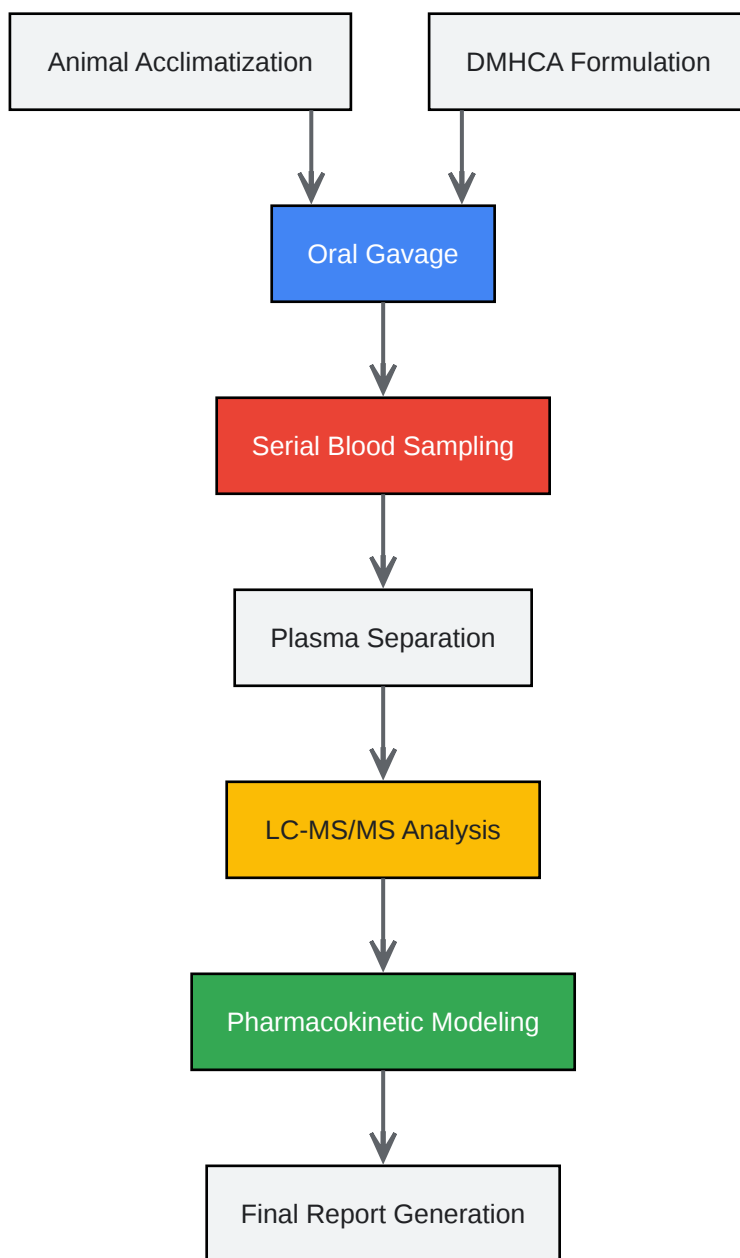 Animal Acclimatization
DMHCA Formulation
Oral Gavage
Serial Blood Sampling
Plasma Separation
LC-MS/MS Analysis
Pharmacokinetic Modeling
Final Report Generation